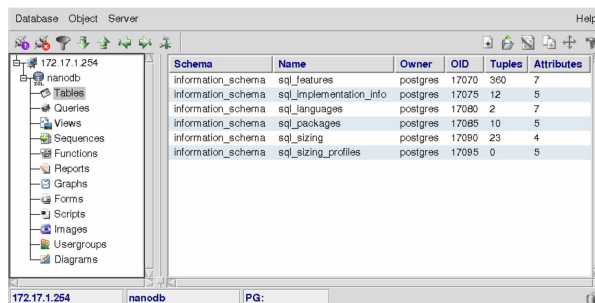 Database Object Server Help
172.17.1.254
nanodb
SQL
Tables
Queries
Views
Sequences
Functions
Reports
Graphs
Forms
Scripts
Images
Usergroups
Diagrams
Schema Name Owner OID Tuples Attributes
information_schema sql_features postgres 17070 360 7
information_schema sql_implementation_info postgres 17075 12 5
information_schema sql_languages postgres 17080 2 7
information_schema sql_packages postgres 17085 10 5
information_schema sql_sizing postgres 17090 23 4
information_schema sql_sizing_profiles postgres 17095 0 5
172.17.1.254 nanodb PG: